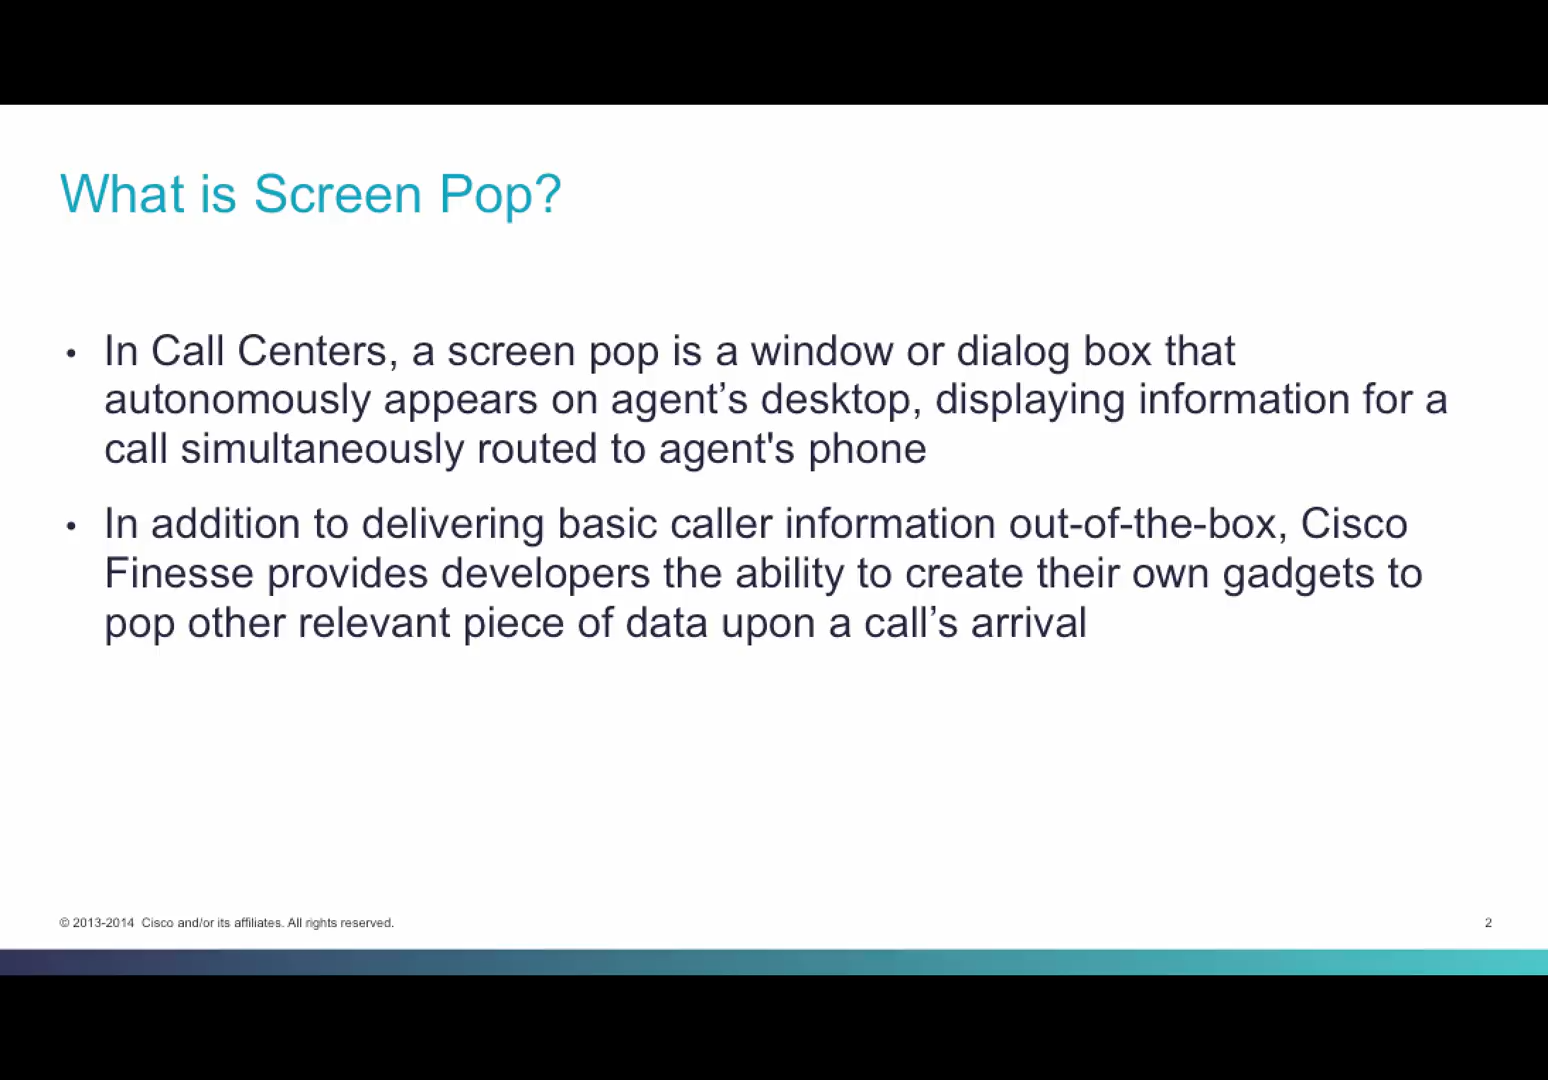 What is Screen Pop?
• In Call Centers, a screen pop is a window or dialog box that
autonomously appears on agent’s desktop, displaying information for a
call simultaneously routed to agent's phone
• In addition to delivering basic caller information out-of-the-box, Cisco
Finesse provides developers the ability to create their own gadgets to
pop other relevant piece of data upon a call’s arrival
© 2013-2014 Cisco and/or its affiliates. All rights reserved.
2